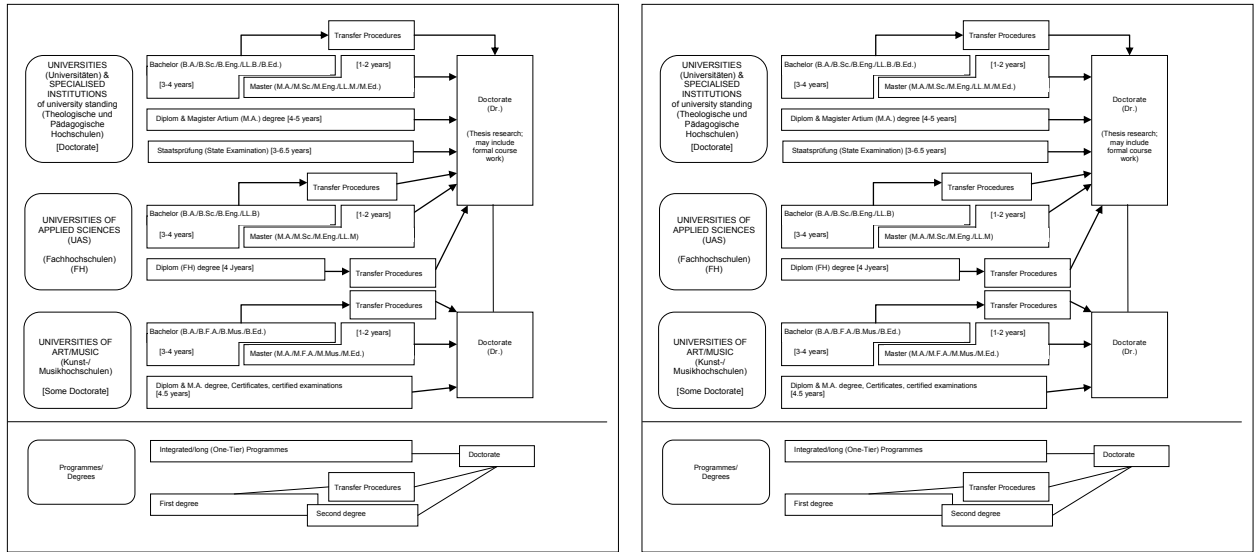 Transfer Procedures
UNIVERSITIES
(Universitäten) &
SPECIALISED
INSTITUTIONS
of university standing
(Theologische und
Pädagogische
Hochschulen)
[Doctorate]
Bachelor (B.A./B.Sc./B.Eng./LL.B./B.Ed.)
[1-2 years]
[3-4 years]
Master (M.A./M.Sc./M.Eng./LL.M./M.Ed.)
Diplom & Magister Artium (M.A.) degree [4-5 years]
Staatsprüfung (State Examination) [3-6.5 years]
Doctorate
(Dr.)
(Thesis research;
may include
formal course
work)
Transfer Procedures
UNIVERSITIES OF
APPLIED SCIENCES
(UAS)
(Fachhochschulen)
(FH)
Bachelor (B.A./B.Sc./B.Eng./LL.B)
[1-2 years]
[3-4 years]
Master (M.A./M.Sc./M.Eng./LL.M)
Diplom (FH) degree [4 Jyears]
Transfer Procedures
Transfer Procedures
UNIVERSITIES OF
ART/MUSIC
(Kunst-/
Musikhochschulen)
[Some Doctorate]
Bachelor (B.A./B.F.A./B.Mus./B.Ed.)
[1-2 years]
[3-4 years]
Master (M.A./M.F.A./M.Mus./M.Ed.)
Diplom & M.A. degree, Certificates, certified examinations
[4.5 years]
Doctorate
(Dr.)
Programmes/
Degrees
Integrated/long (One-Tier) Programmes
Doctorate
Transfer Procedures
First degree
Second degree
Transfer Procedures
UNIVERSITIES
(Universitäten) &
SPECIALISED
INSTITUTIONS
of university standing
(Theologische und
Pädagogische
Hochschulen)
[Doctorate]
Bachelor (B.A./B.Sc./B.Eng./LL.B./B.Ed.)
[1-2 years]
[3-4 years]
Master (M.A./M.Sc./M.Eng./LL.M./M.Ed.)
Diplom & Magister Artium (M.A.) degree [4-5 years]
Staatsprüfung (State Examination) [3-6.5 years]
Doctorate
(Dr.)
(Thesis research;
may include
formal course
work)
Transfer Procedures
UNIVERSITIES OF
APPLIED SCIENCES
(UAS)
(Fachhochschulen)
(FH)
Bachelor (B.A./B.Sc./B.Eng./LL.B)
[1-2 years]
[3-4 years]
Master (M.A./M.Sc./M.Eng./LL.M)
Diplom (FH) degree [4 Jyears]
Transfer Procedures
Transfer Procedures
UNIVERSITIES OF
ART/MUSIC
(Kunst-/
Musikhochschulen)
[Some Doctorate]
Bachelor (B.A./B.F.A./B.Mus./B.Ed.)
[1-2 years]
[3-4 years]
Master (M.A./M.F.A./M.Mus./M.Ed.)
Diplom & M.A. degree, Certificates, certified examinations
[4.5 years]
Doctorate
(Dr.)
Programmes/
Degrees
Integrated/long (One-Tier) Programmes
Doctorate
Transfer Procedures
First degree
Second degree